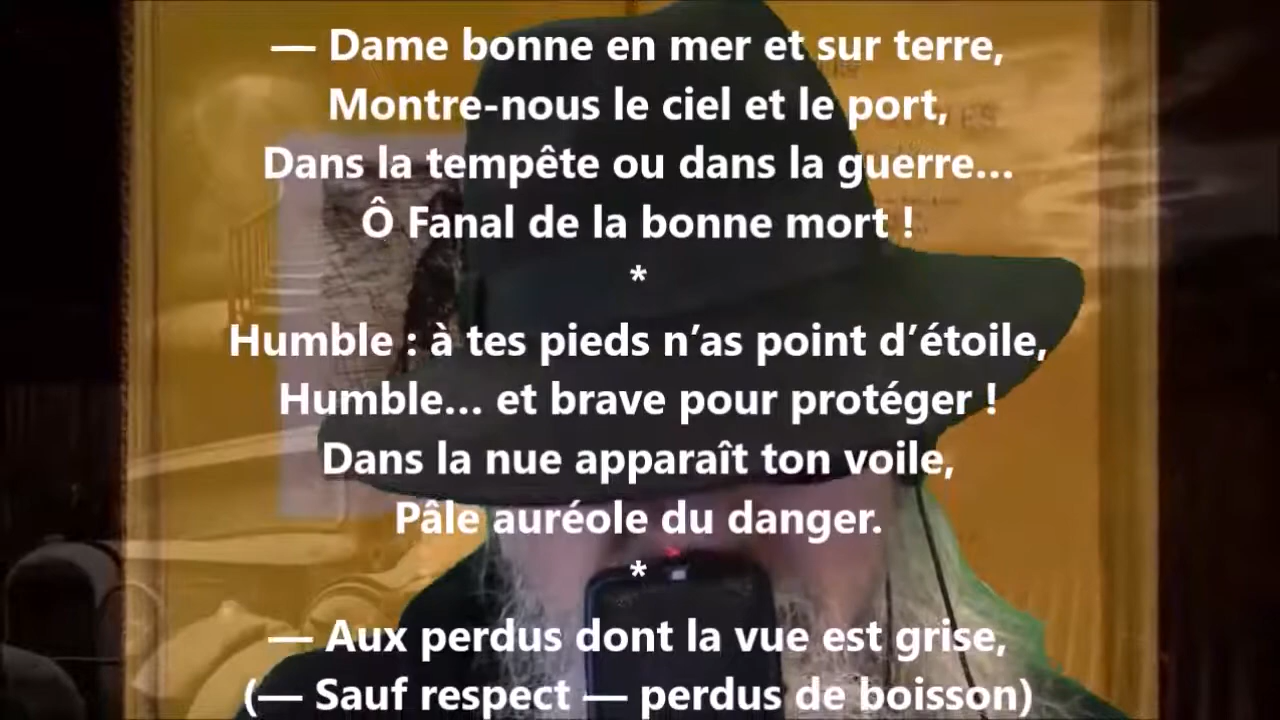 — Dame bonne en mer et sur terre,
Montre-nous le ciel et le port,
Dans la tempête ou dans la guerre…
Ô Fanal de la bonne mort !
*
Humble : à tes pieds n’as point d’étoile,
Humble… et brave pour protéger !
Dans la nue apparaît ton voile,
Pâle auréole du danger.
*
— Aux perdus dont la vue est grise,
(— Sauf respect — perdus de boisson)